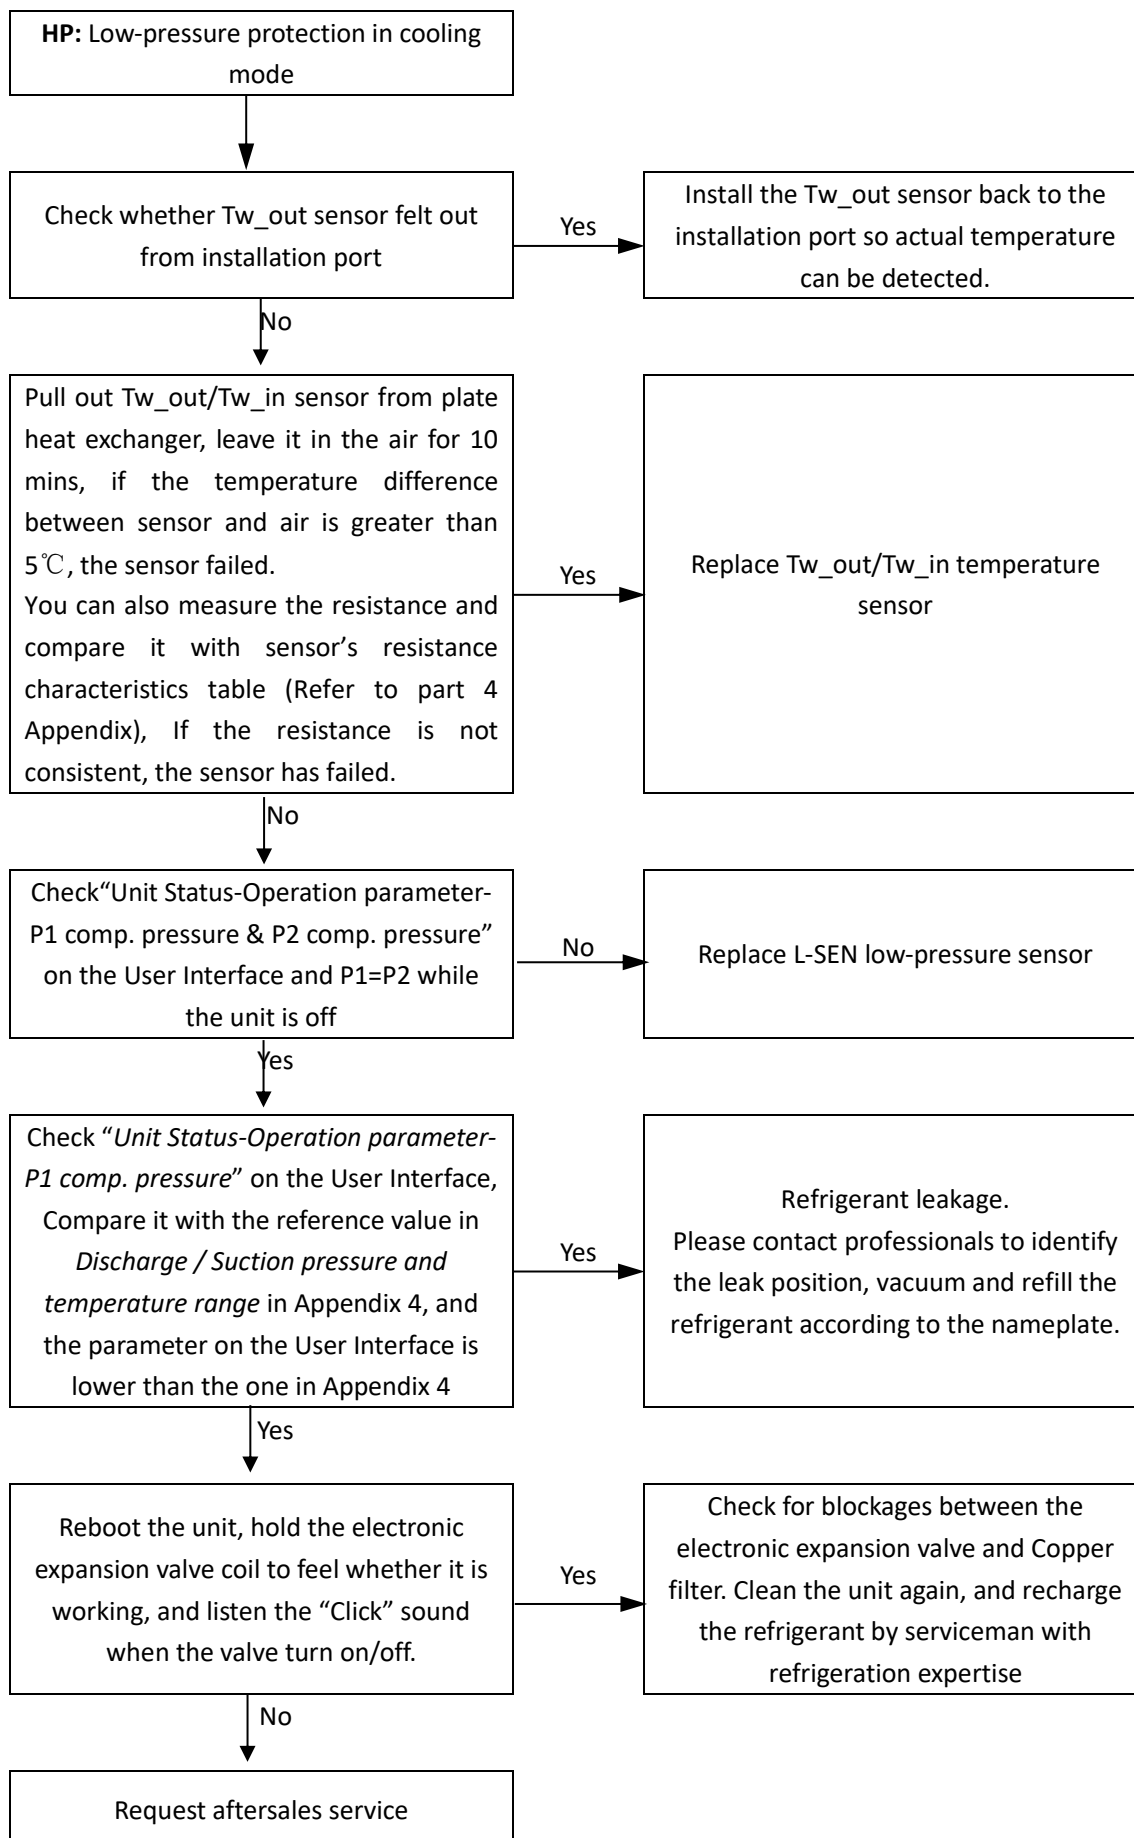 HP: Low-pressure protection in cooling
mode
Check whether Tw_out sensor felt out
from installation port
Yes
Install the Tw_out sensor back to the
installation port so actual temperature
can be detected.
No
Pull out Tw_out/Tw_in sensor from plate
heat exchanger, leave it in the air for 10
mins, if the temperature difference
between sensor and air is greater than
5℃, the sensor failed.
You can also measure the resistance and
compare it with sensor’s resistance
characteristics table (Refer to part 4
Appendix), If the resistance is not
consistent, the sensor has failed.
Yes
Replace Tw_out/Tw_in temperature
sensor
No
Check“Unit Status-Operation parameter-
P1 comp. pressure & P2 comp. pressure”
on the User Interface and P1=P2 while
the unit is off
No
Replace L-SEN low-pressure sensor
Yes
Check “Unit Status-Operation parameter-
P1 comp. pressure” on the User Interface,
Compare it with the reference value in
Discharge / Suction pressure and
temperature range in Appendix 4, and
the parameter on the User Interface is
lower than the one in Appendix 4
Yes
Refrigerant leakage.
Please contact professionals to identify
the leak position, vacuum and refill the
refrigerant according to the nameplate.
Yes
Reboot the unit, hold the electronic
expansion valve coil to feel whether it is
working, and listen the “Click” sound
when the valve turn on/off.
Yes
Check for blockages between the
electronic expansion valve and Copper
filter. Clean the unit again, and recharge
the refrigerant by serviceman with
refrigeration expertise
No
Request aftersales service